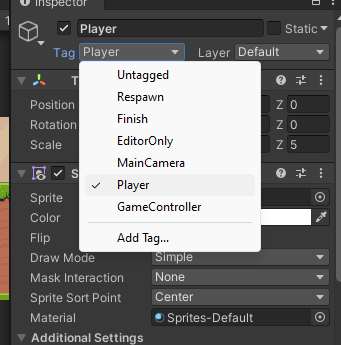 Inspector
Player
Static
Tag Player
Layer Default
Untagged
Respawn
Finish
EditorOnly
MainCamera
Player
GameController
Add Tag...
T
Position
Z 0
Rotation
Z 0
Scale
Z 5
S
Sprite
Color
Flip
Draw Mode Simple
Mask Interaction None
Sprite Sort Point Center
Material Sprites-Default
Additional Settings